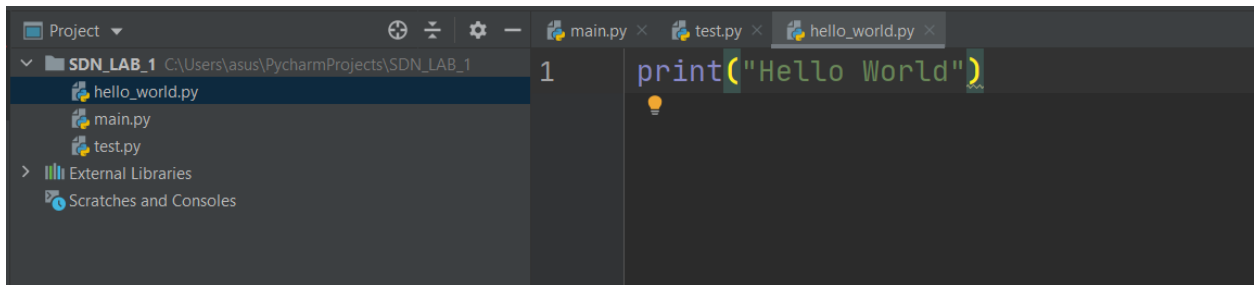 Project
main.py test.py hello_world.py
SDN_LAB_1 C:\Users\asus\PycharmProjects\SDN_LAB_1
hello_world.py
main.py
test.py
External Libraries
Scratches and Consoles
1 print("Hello World")